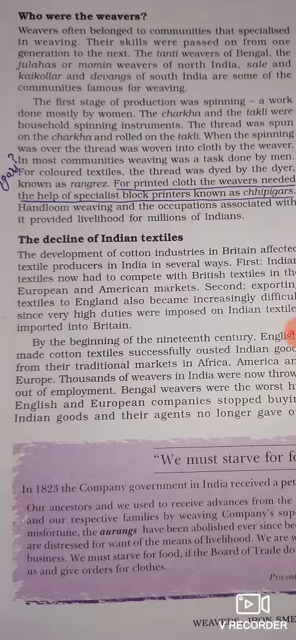 Who were the weavers?
Weavers often belonged to communities that specialised
in weaving. Their skills were passed on from one
generation to the next. The tanti weavers of Bengal, the
julahas or momin weavers of north India, sale and
kaikollar and devangs of south India are some of the
communities famous for weaving.
The first stage of production was spinning – a work
done mostly by women. The charkha and the takli were
household spinning instruments. The thread was spun
on the charkha and rolled on the takli. When the spinning
was over the thread was woven into cloth by the weaver.
In most communities weaving was a task done by men.
For coloured textiles, the thread was dyed by the dyer,
known as rangrez. For printed cloth the weavers needed
the help of specialist block printers known as chhipigars.
Handloom weaving and the occupations associated with
it provided livelihood for millions of Indians.
The decline of Indian textiles
The development of cotton industries in Britain affected
textile producers in India in several ways. First: Indian
textiles now had to compete with British textiles in the
European and American markets. Second: exporting
textiles to England also became increasingly difficult
since very high duties were imposed on Indian textile
imported into Britain.
By the beginning of the nineteenth century, English
made cotton textiles successfully ousted Indian good
from their traditional markets in Africa, America an
Europe. Thousands of weavers in India were now throw
out of employment. Bengal weavers were the worst h
English and European companies stopped buyin
Indian goods and their agents no longer gave o
"We must starve for fo
In 1823 the Company government in India received a pet
Our ancestors and we used to receive advances from the
and our respective families by weaving Company's sup
misfortune, the aurangs have been abolished ever since be
are distressed for want of the means of livelihood. We are w
business. We must starve for food, if the Board of Trade do
us and give orders for clothes.
Proceed
WEAVERS, IRON SME
V RECORDER